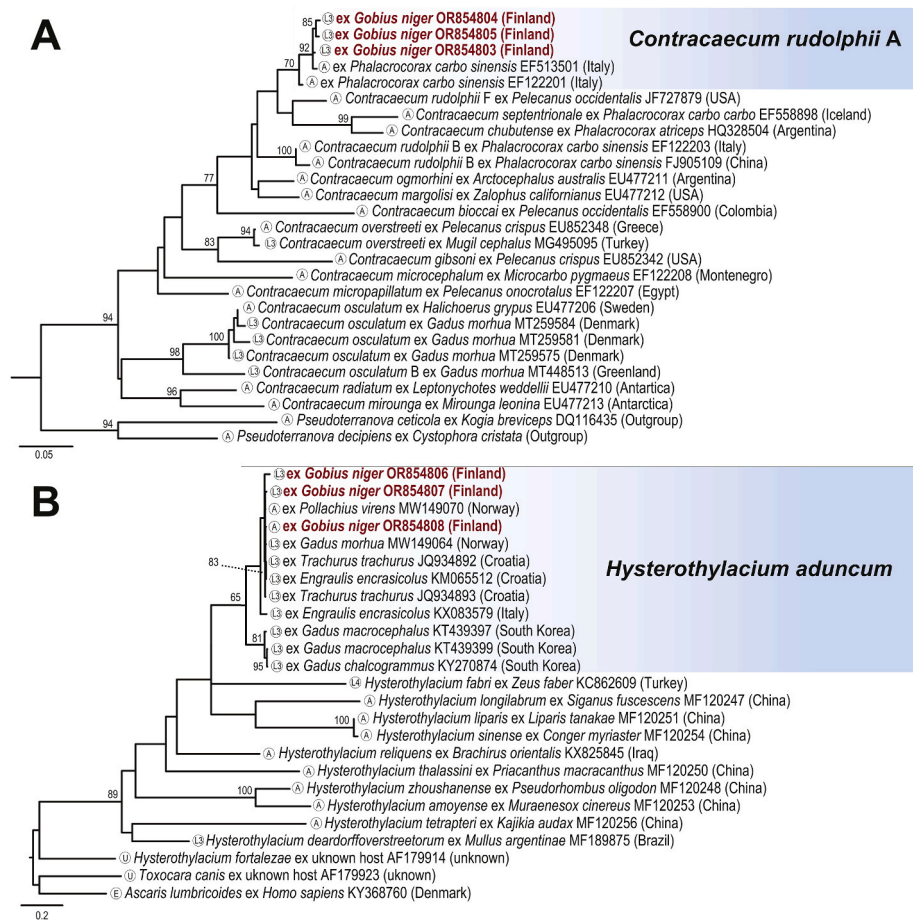 A
85
Ⓛ3 ex Gobius niger OR854804 (Finland)
L3 ex Gobius niger OR854805 (Finland)
92
L3 ex Gobius niger OR854803 (Finland)
Contracaecum rudolphii A
70
A ex Phalacrocorax carbo sinensis EF513501 (Italy)
A ex Phalacrocorax carbo sinensis EF122201 (Italy)
A Contracaecum rudolphii F ex Pelecanus occidentalis JF727879 (USA)
A Contracaecum septentrionale ex Phalacrocorax carbo carbo EF558898 (Iceland)
99
A Contracaecum chubutense ex Phalacrocorax atriceps HQ328504 (Argentina)
A Contracaecum rudolphii B ex Phalacrocorax carbo sinensis EF122203 (Italy)
100
A Contracaecum rudolphii B ex Phalacrocorax carbo sinensis FJ905109 (China)
A Contracaecum ogmorhini ex Arctocephalus australis EU477211 (Argentina)
77
A Contracaecum margolisi ex Zalophus californianus EU477212 (USA)
A Contracaecum bioccai ex Pelecanus occidentalis EF558900 (Colombia)
A Contracaecum overstreeti ex Pelecanus crispus EU852348 (Greece)
94
L3 Contracaecum overstreeti ex Mugil cephalus MG495095 (Turkey)
83
A Contracaecum gibsoni ex Pelecanus crispus EU852342 (USA)
A Contracaecum microcephalum ex Microcarbo pygmaeus EF122208 (Montenegro)
A Contracaecum micropapillatum ex Pelecanus onocrotalus EF122207 (Egypt)
A Contracaecum osculatum ex Halichoerus grypus EU477206 (Sweden)
94
L3 Contracaecum osculatum ex Gadus morhua MT259584 (Denmark)
100
L3 Contracaecum osculatum ex Gadus morhua MT259581 (Denmark)
98
L3 Contracaecum osculatum ex Gadus morhua MT259575 (Denmark)
L3 Contracaecum osculatum B ex Gadus morhua MT448513 (Greenland)
A Contracaecum radiatum ex Leptonychotes weddellii EU477210 (Antartica)
96
A Contracaecum mirounga ex Mirounga leonina EU477213 (Antarctica)
A Pseudoterranova ceticola ex Kogia breviceps DQ116435 (Outgroup)
94
A Pseudoterranova decipiens ex Cystophora cristata (Outgroup)
0.05
B
L3 ex Gobius niger OR854806 (Finland)
L3 ex Gobius niger OR854807 (Finland)
A ex Pollachius virens MW149070 (Norway)
A ex Gobius niger OR854808 (Finland)
L3 ex Gadus morhua MW149064 (Norway)
83
L3 ex Trachurus trachurus JQ934892 (Croatia)
Hysterothylacium aduncum
L3 ex Engraulis encrasicolus KM065512 (Croatia)
65
L3 ex Trachurus trachurus JQ934893 (Croatia)
L3 ex Engraulis encrasicolus KX083579 (Italy)
L3 ex Gadus macrocephalus KT439397 (South Korea)
81
L3 ex Gadus macrocephalus KT439399 (South Korea)
95
L3 ex Gadus chalcogrammus KY270874 (South Korea)
L4 Hysterothylacium fabri ex Zeus faber KC862609 (Turkey)
A Hysterothylacium longilabrum ex Siganus fuscescens MF120247 (China)
100
A Hysterothylacium liparis ex Liparis tanakae MF120251 (China)
A Hysterothylacium sinense ex Conger myriaster MF120254 (China)
A Hysterothylacium reliquens ex Brachirus orientalis KX825845 (Iraq)
A Hysterothylacium thalassini ex Priacanthus macracanthus MF120250 (China)
100
A Hysterothylacium zhoushanense ex Pseudorhombus oligodon MF120248 (China)
89
A Hysterothylacium amoyense ex Muraenesox cinereus MF120253 (China)
A Hysterothylacium tetrapteri ex Kajikia audax MF120256 (China)
L3 Hysterothylacium deardorffoverstreetorum ex Mullus argentinae MF189875 (Brazil)
U Hysterothylacium fortalezae ex uknown host AF179914 (unknown)
U Toxocara canis ex uknown host AF179923 (uknown)
E Ascaris lumbricoides ex Homo sapiens KY368760 (Denmark)
0.2